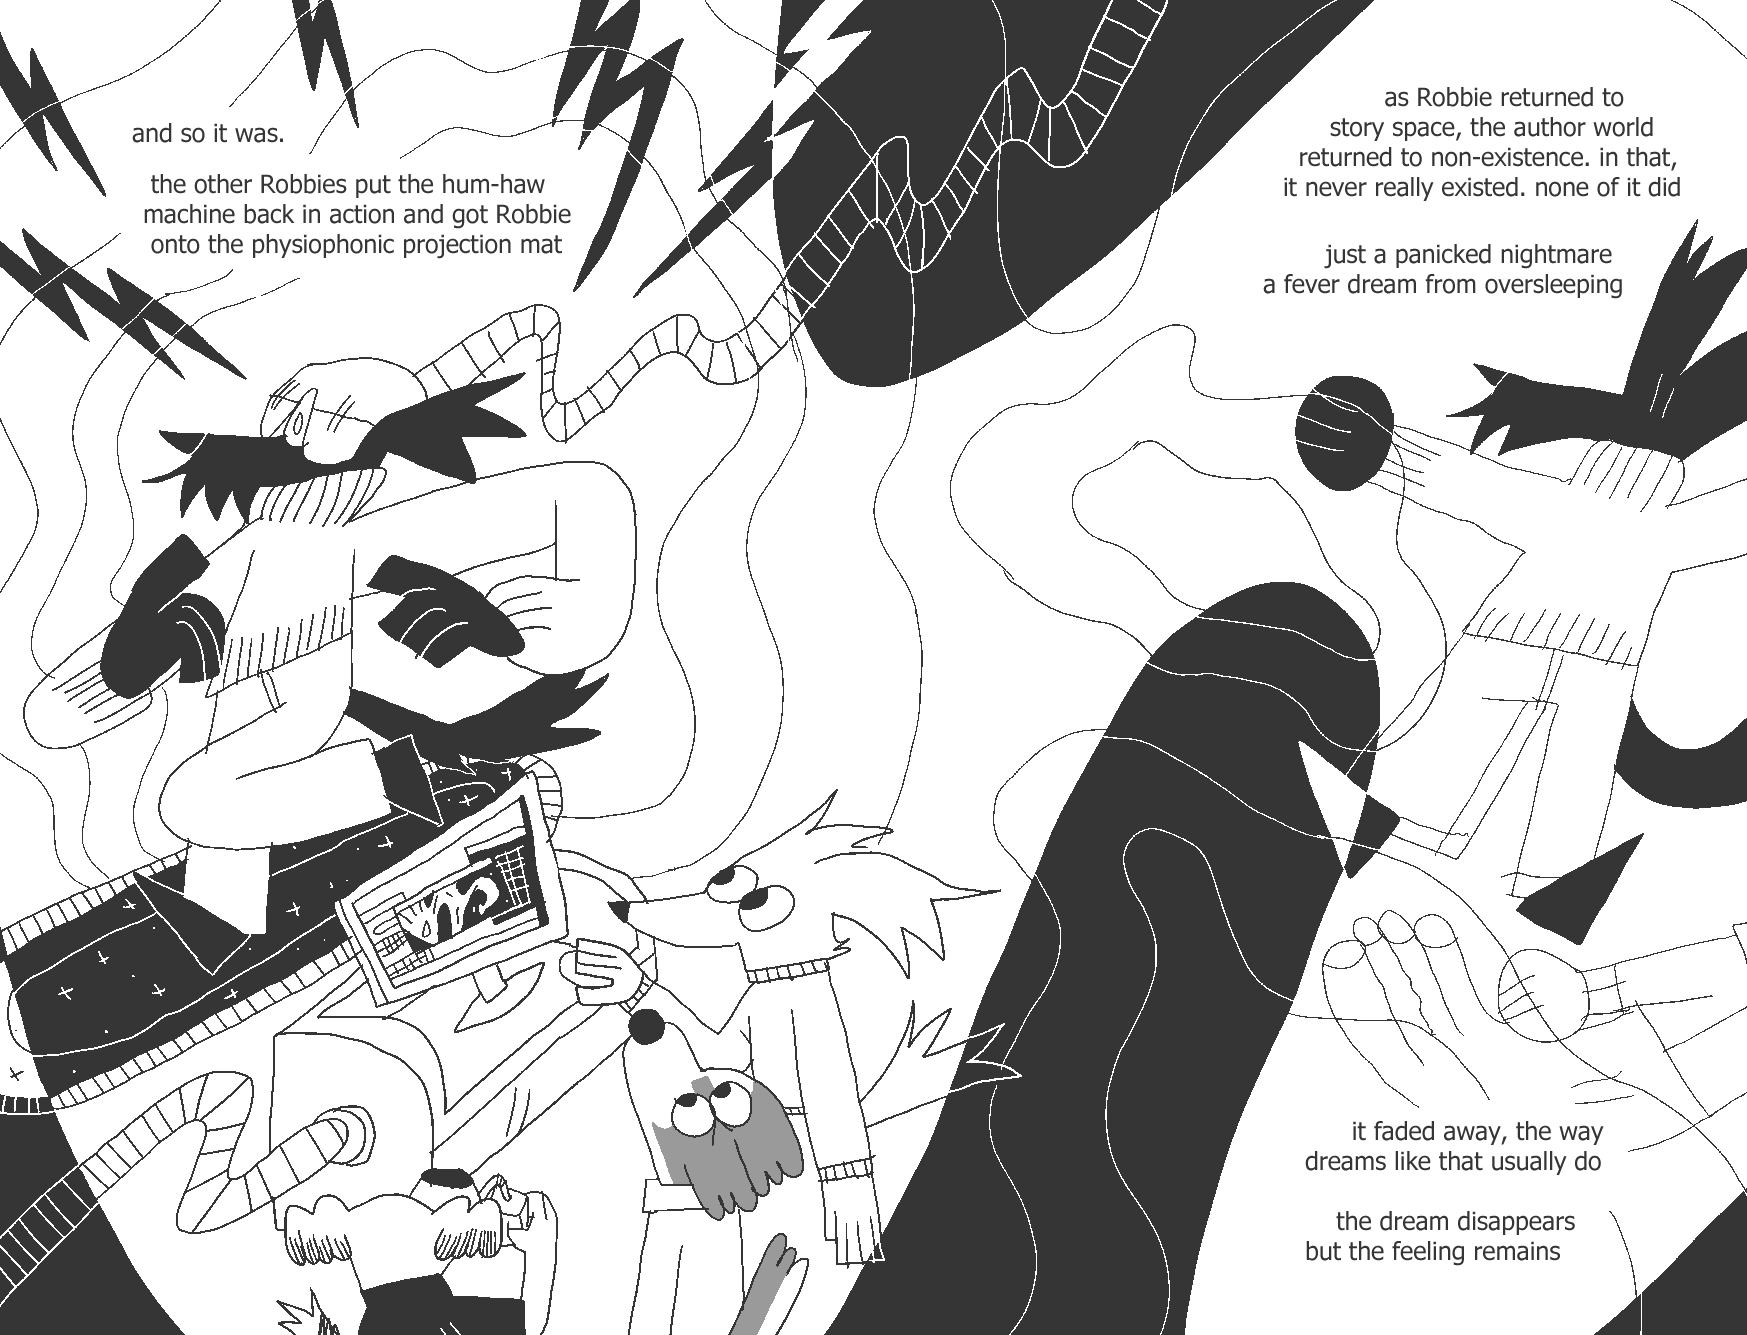 and so it was.
the other Robbies put the hum-haw
machine back in action and got Robbie
onto the physiophonic projection mat
as Robbie returned to
story space, the author world
returned to non-existence. in that,
it never really existed. none of it did
just a panicked nightmare
a fever dream from oversleeping
it faded away, the way
dreams like that usually do
the dream disappears
but the feeling remains